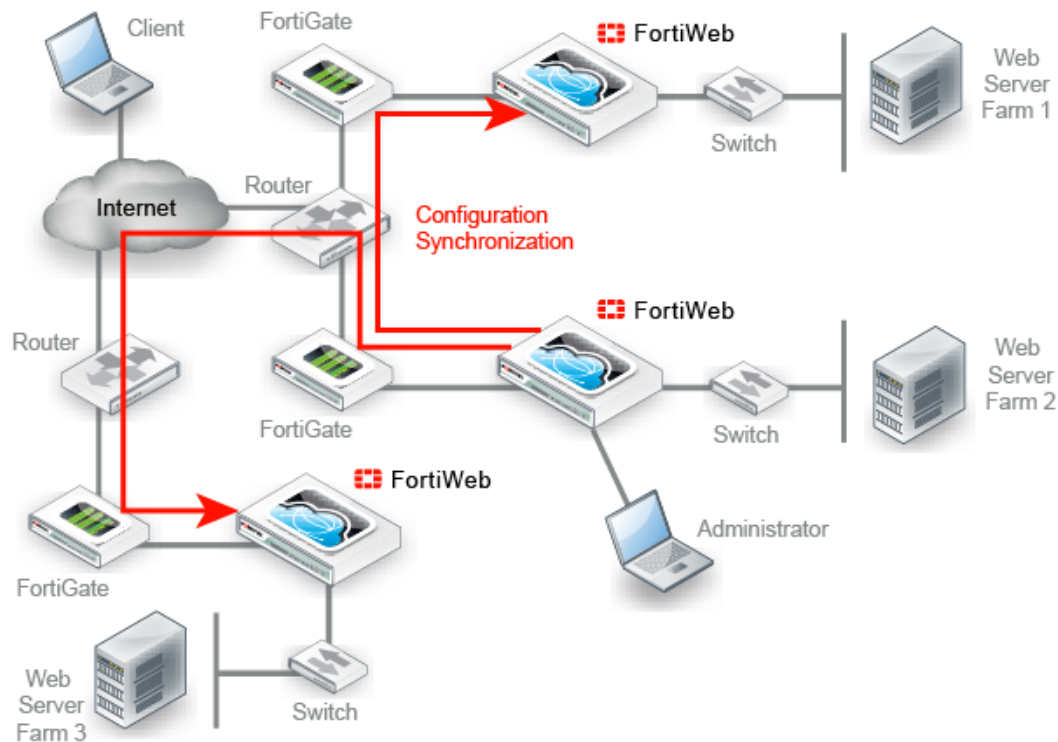 Client
FortiGate
FortiWeb
Web
Server
Farm 1
Switch
Router
Internet
Configuration
Synchronization
FortiWeb
Router
Web
Server
Farm 2
FortiGate
Switch
FortiWeb
Administrator
FortiGate
Web
Server
Farm 3
Switch